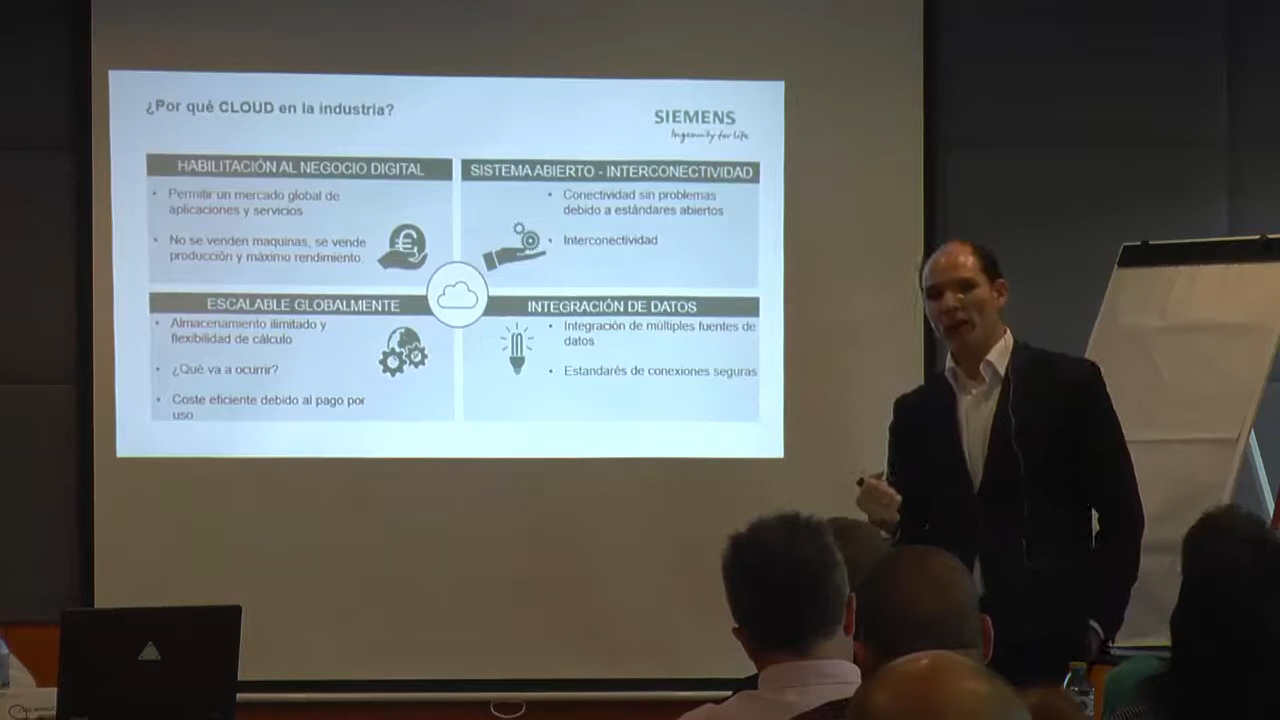 ¿Por qué CLOUD en la industria?
SIEMENS
Ingenuity for life
HABILITACIÓN AL NEGOCIO DIGITAL
• Permitir un mercado global de
aplicaciones y servicios
• No se venden maquinas, se vende
producción y máximo rendimiento.
SISTEMA ABIERTO - INTERCONECTIVIDAD
• Conectividad sin problemas
debido a estándares abiertos
• Interconectividad
ESCALABLE GLOBALMENTE
• Almacenamiento ilimitado y
flexibilidad de cálculo
• ¿Qué va a ocurrir?
• Coste eficiente debido al pago por
uso
INTEGRACIÓN DE DATOS
• Integración de múltiples fuentes de
datos
• Estandarés de conexiones seguras